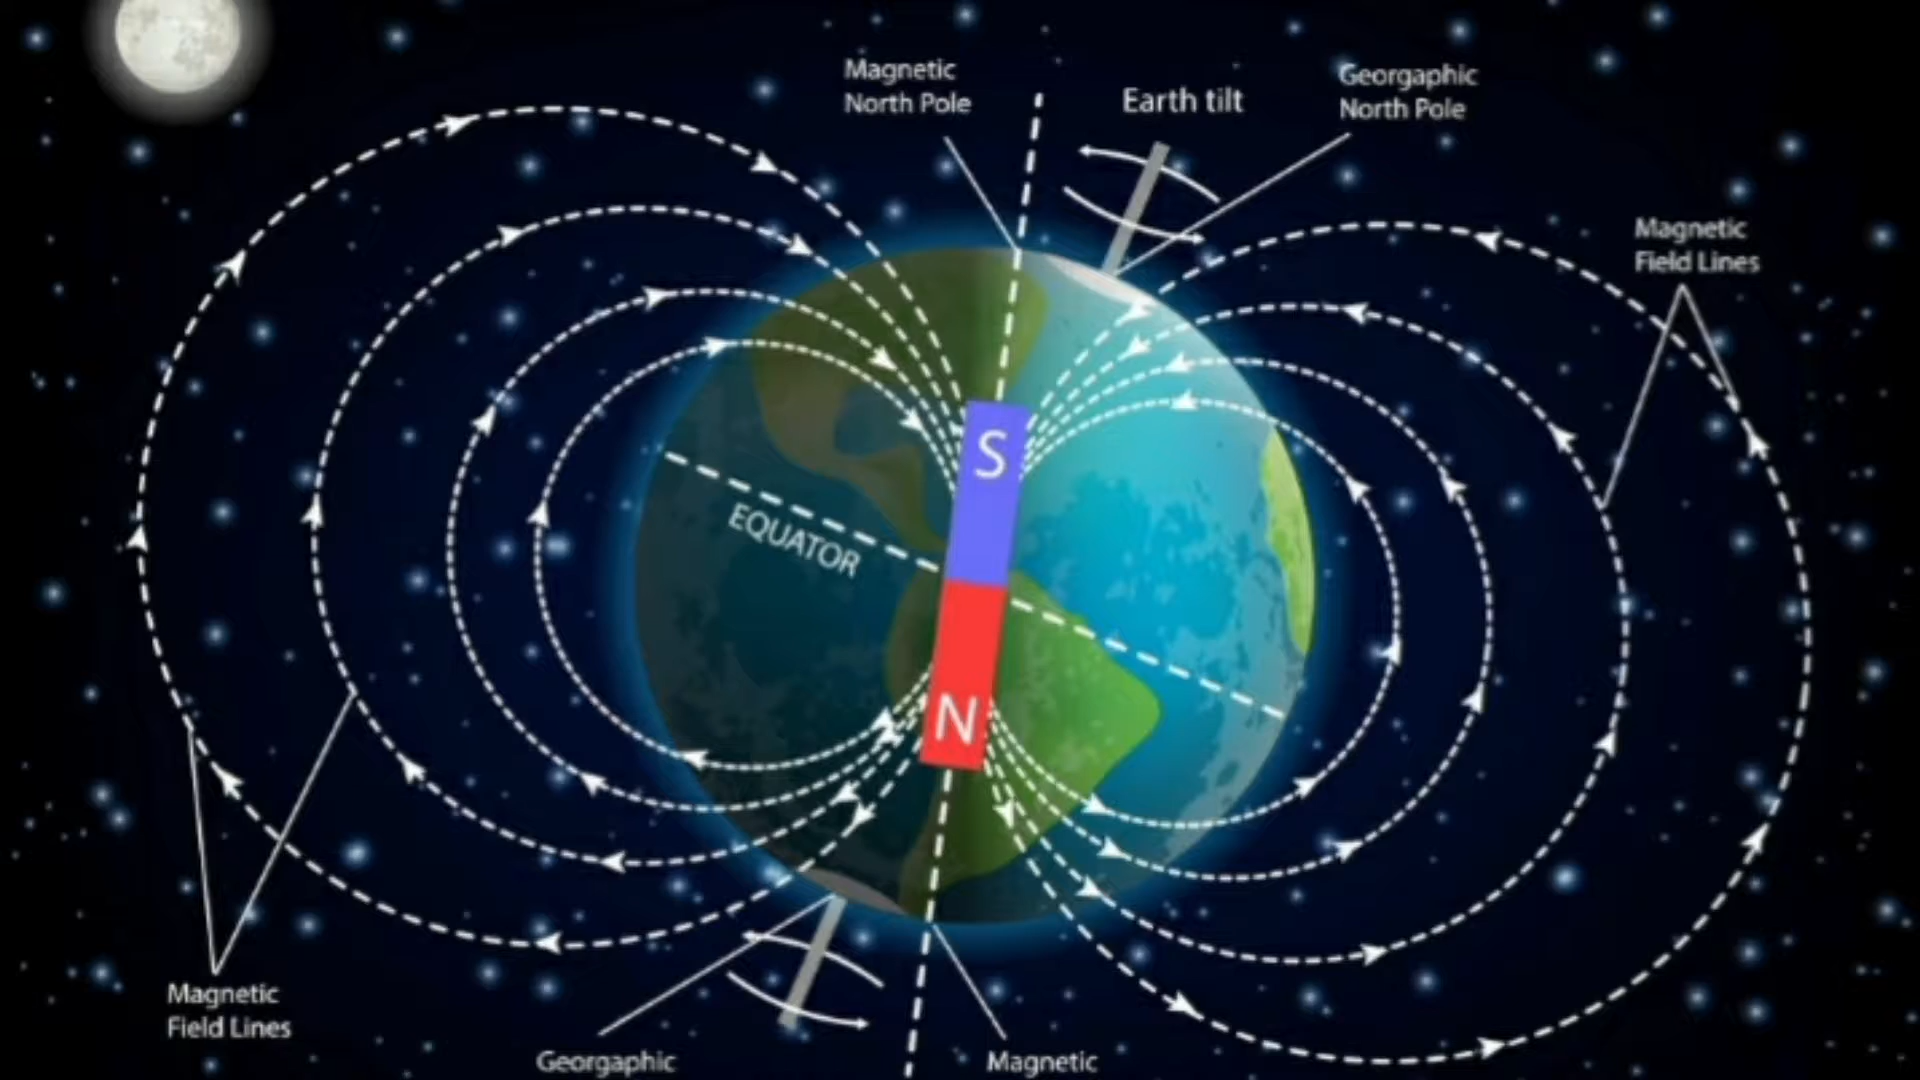 Magnetic
North Pole
Earth tilt
Georgaphic
North Pole
Magnetic
Field Lines
S
EQUATOR
N
Magnetic
Field Lines
Georgaphic
Magnetic